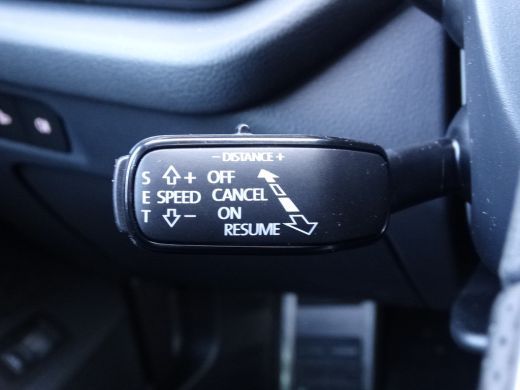 - DISTANCE +
S + OFF
E SPEED CANCEL
T - ON
RESUME